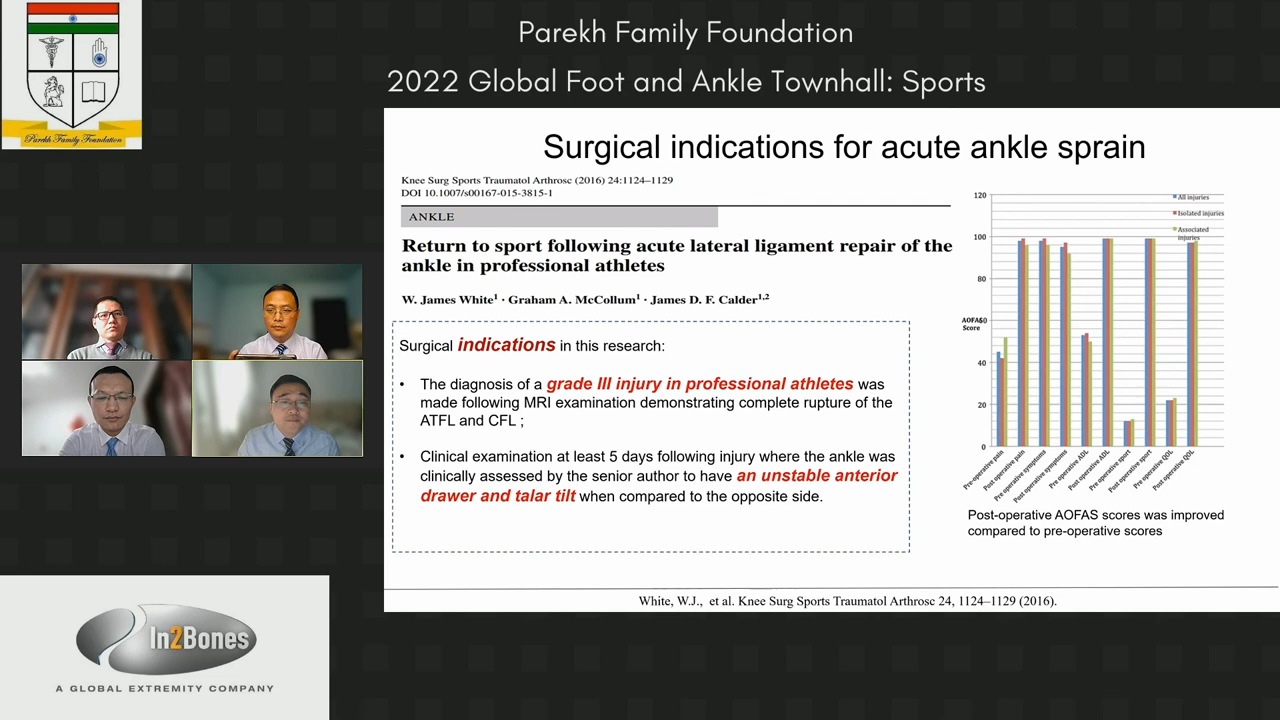 Parekh Family Foundation
2022 Global Foot and Ankle Townhall: Sports
Parekh Family Foundation
Surgical indications for acute ankle sprain
Knee Surg Sports Traumatol Arthrosc (2016) 24:1124–1129
DOI 10.1007/s00167-015-3815-1
ANKLE
Return to sport following acute lateral ligament repair of the
ankle in professional athletes
W. James White1 · Graham A. McCollum1 · James D. F. Calder1,2
Surgical indications in this research:
• The diagnosis of a grade III injury in professional athletes was
made following MRI examination demonstrating complete rupture of the
ATFL and CFL ;
• Clinical examination at least 5 days following injury where the ankle was
clinically assessed by the senior author to have an unstable anterior
drawer and talar tilt when compared to the opposite side.
120
100
80
60
40
20
0
AOFAS
Score
All injuries
Isolated injuries
Associated
injuries
Pre-operative pain
Post operative pain
Pre operative symptoms
Post operative symptoms
Pre operative ADL
Post operative ADL
Pre operative sport
Post operative sport
Pre operative QOL
Post operative QOL
Post-operative AOFAS scores was improved
compared to pre-operative scores
White, W.J., et al. Knee Surg Sports Traumatol Arthrosc 24, 1124–1129 (2016).
In2Bones
A GLOBAL EXTREMITY COMPANY